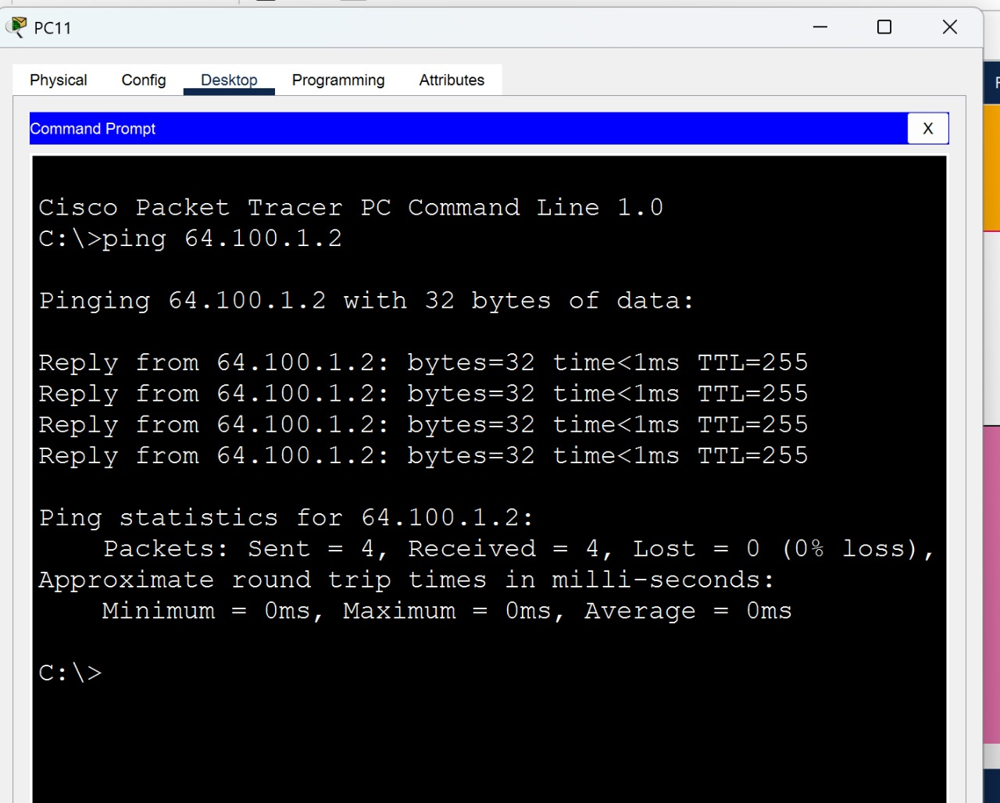 PC11
Physical Config Desktop Programming Attributes
Command Prompt X
Cisco Packet Tracer PC Command Line 1.0
C:\>ping 64.100.1.2
Pinging 64.100.1.2 with 32 bytes of data:
Reply from 64.100.1.2: bytes=32 time<1ms TTL=255
Reply from 64.100.1.2: bytes=32 time<1ms TTL=255
Reply from 64.100.1.2: bytes=32 time<1ms TTL=255
Reply from 64.100.1.2: bytes=32 time<1ms TTL=255
Ping statistics for 64.100.1.2:
Packets: Sent = 4, Received = 4, Lost = 0 (0% loss),
Approximate round trip times in milli-seconds:
Minimum = 0ms, Maximum = 0ms, Average = 0ms
C:\>